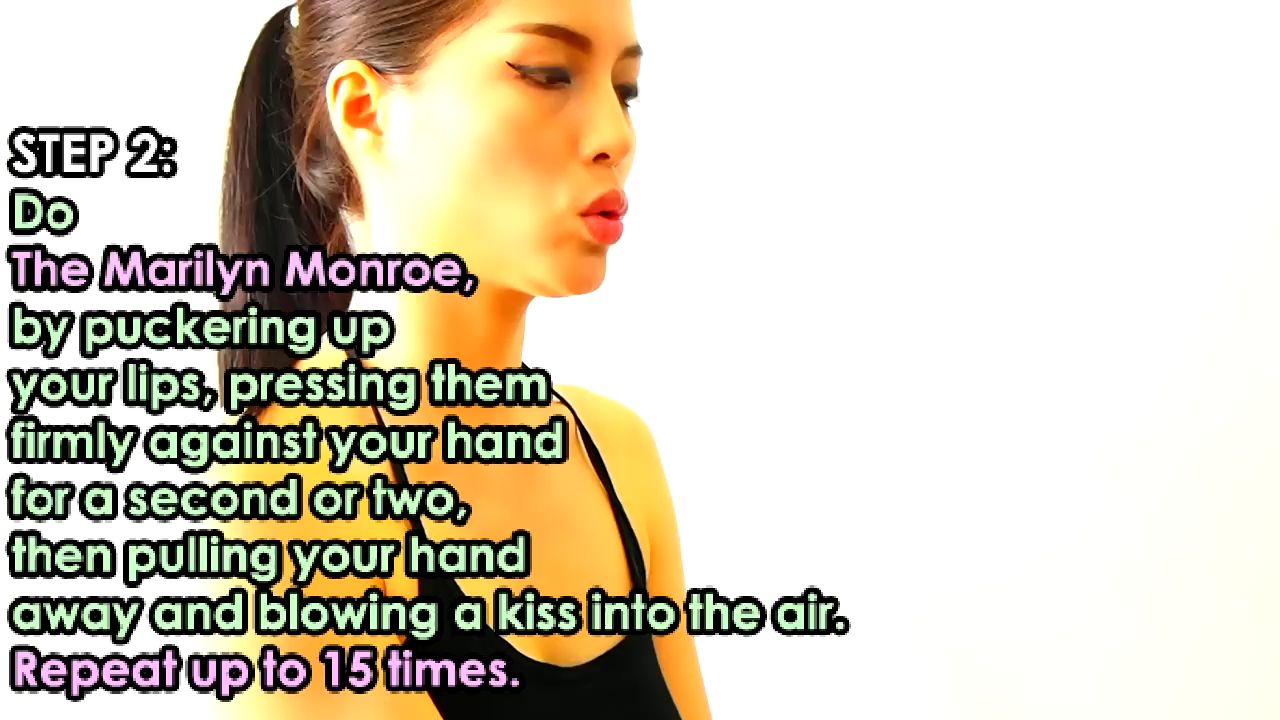 STEP 2:
Do
The Marilyn Monroe,
by puckering up
your lips, pressing them
firmly against your hand
for a second or two,
then pulling your hand
away and blowing a kiss into the air.
Repeat up to 15 times.